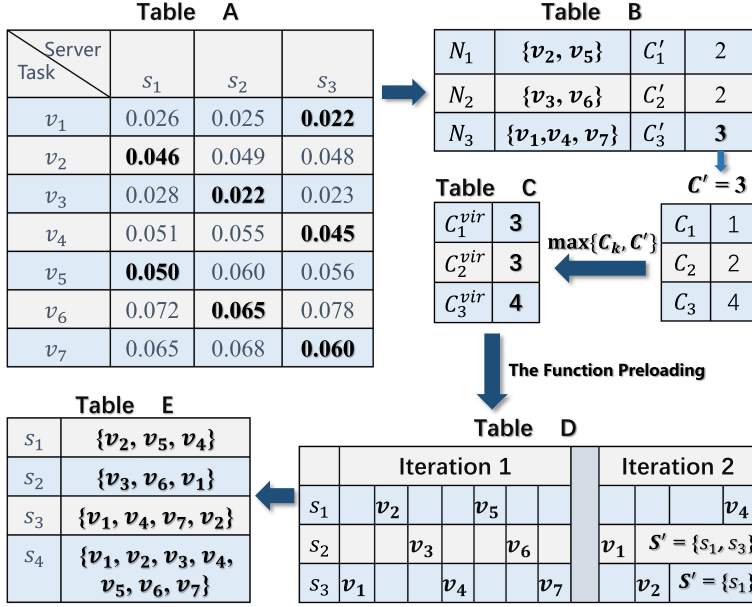 Table A
Server
Task
s₁ s₂ s₃
v₁ 0.026 0.025 0.022
v₂ 0.046 0.049 0.048
v₃ 0.028 0.022 0.023
v₄ 0.051 0.055 0.045
v₅ 0.050 0.060 0.056
v₆ 0.072 0.065 0.078
v₇ 0.065 0.068 0.060
Table B
N₁ {v₂, v₅} C′₁ 2
N₂ {v₃, v₆} C′₂ 2
N₃ {v₁,v₄, v₇} C′₃ 3
C′ = 3
C₁ 1
C₂ 2
C₃ 4
max{Cₖ, C′}
Table C
C₁ᵛⁱʳ 3
C₂ᵛⁱʳ 3
C₃ᵛⁱʳ 4
The Function Preloading
Table D
Iteration 1 Iteration 2
s₁ v₂ v₅ v₄
s₂ v₃ v₆ v₁ S′ = {s₁, s₃}
s₃ v₁ v₄ v₇ v₂ S′ = {s₁}
Table E
s₁ {v₂, v₅, v₄}
s₂ {v₃, v₆, v₁}
s₃ {v₁, v₄, v₇, v₂}
s₄ {v₁, v₂, v₃, v₄,
v₅, v₆, v₇}